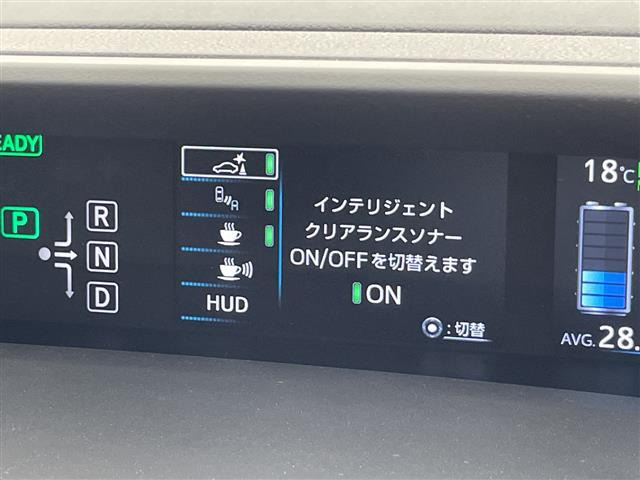 EADY
P
R
N
D
A
HUD
インテリジェント
クリアランスソナー
ON/OFFを切替えます
ON
:切替
18℃
AVG.28.